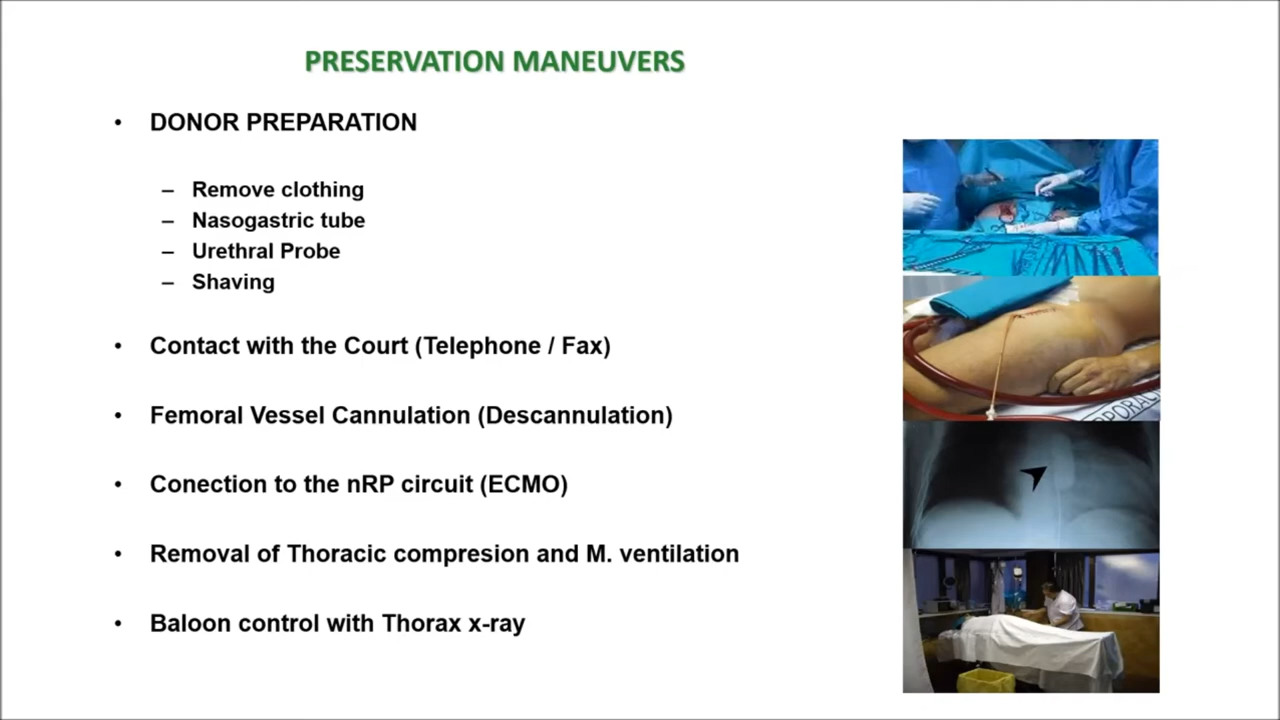 PRESERVATION MANEUVERS
• DONOR PREPARATION
– Remove clothing
– Nasogastric tube
– Urethral Probe
– Shaving
• Contact with the Court (Telephone / Fax)
• Femoral Vessel Cannulation (Descannulation)
• Conection to the nRP circuit (ECMO)
• Removal of Thoracic compresion and M. ventilation
• Baloon control with Thorax x-ray